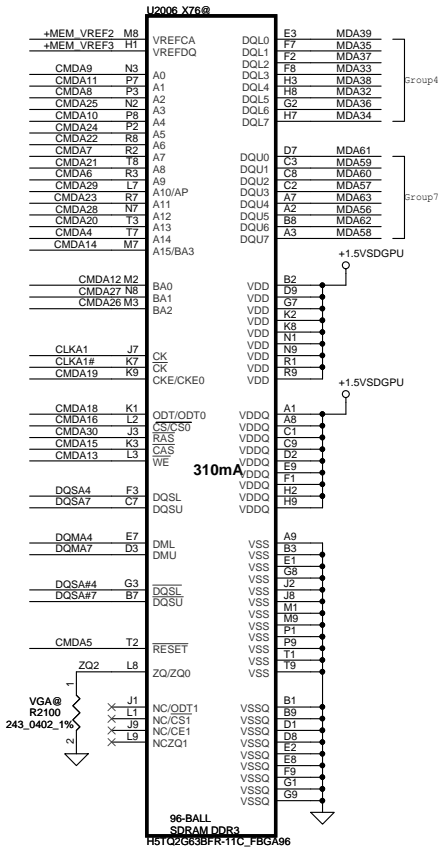 U2006 X76@
+MEM_VREF2 M8 VREFCA
+MEM_VREF3 H1 VREFDQ
CMDA9 N3 A0
CMDA11 P7 A1
CMDA8 P3 A2
CMDA25 N2 A3
CMDA10 P8 A4
CMDA24 P2 A5
CMDA22 R8 A6
CMDA7 R2 A7
CMDA21 T8 A8
CMDA6 R3 A9
CMDA29 L7 A10/AP
CMDA23 R7 A11
CMDA28 N7 A12
CMDA20 T3 A13
CMDA4 T7 A14
CMDA14 M7 A15/BA3
CMDA12 M2 BA0
CMDA27 N8 BA1
CMDA26 M3 BA2
CLKA1 J7 CK
CLKA1# K7 CK
CMDA19 K9 CKE/CKE0
CMDA18 K1 ODT/ODT0
CMDA16 L2 CS/CS0
CMDA30 J3 RAS
CMDA15 K3 CAS
CMDA13 L3 WE
DQSA4 F3 DQSL
DQSA7 C7 DQSU
DQMA4 E7 DML
DQMA7 D3 DMU
DQSA#4 G3 DQSL
DQSA#7 B7 DQSU
CMDA5 T2 RESET
ZQ2 L8 ZQ/ZQ0
1
VGA@
R2100
243_0402_1%
2
J1 NC/ODT1
L1 NC/CS1
J9 NC/CE1
L9 NCZQ1
DQL0 E3 MDA39
DQL1 F7 MDA35
DQL2 F2 MDA37
DQL3 F8 MDA33
DQL4 H3 MDA38
DQL5 H8 MDA32
DQL6 G2 MDA36
DQL7 H7 MDA34
Group4
DQU0 D7 MDA61
DQU1 C3 MDA59
DQU2 C8 MDA60
DQU3 C2 MDA57
DQU4 A7 MDA63
DQU5 A2 MDA56
DQU6 B8 MDA62
DQU7 A3 MDA58
Group7
+1.5VSDGPU
VDD B2
VDD D9
VDD G7
VDD K2
VDD K8
VDD N1
VDD N9
VDD R1
VDD R9
+1.5VSDGPU
VDDQ A1
VDDQ A8
VDDQ C1
VDDQ C9
VDDQ D2
VDDQ E9
VDDQ F1
VDDQ H2
VDDQ H9
310mA
VSS A9
VSS B3
VSS E1
VSS G8
VSS J2
VSS J8
VSS M1
VSS M9
VSS P1
VSS P9
VSS T1
VSS T9
VSSQ B1
VSSQ B9
VSSQ D1
VSSQ D8
VSSQ E2
VSSQ E8
VSSQ F9
VSSQ G1
VSSQ G9
96-BALL
SDRAM DDR3
H5TQ2G63BFR-11C_FBGA96